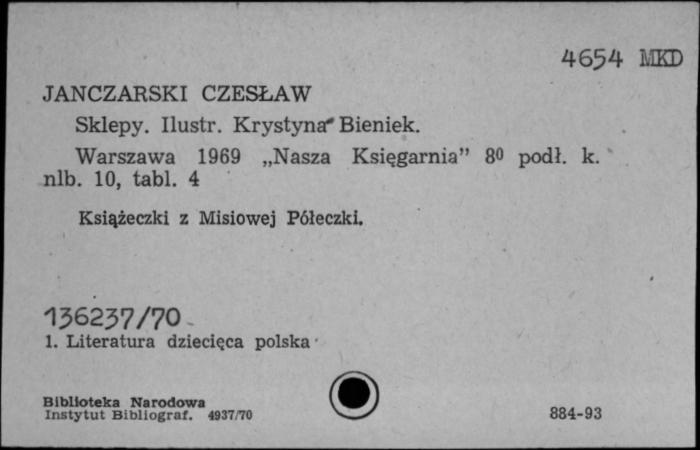 4654 MKD
JANCZARSKI CZESŁAW
Sklepy. Ilustr. Krystyna Bieniek.
Warszawa 1969 „Nasza Księgarnia” 8⁰ podł. k.
nlb. 10, tabl. 4
Książeczki z Misiowej Półeczki.
136237/70
1. Literatura dziecięca polska
Biblioteka Narodowa
Instytut Bibliograf. 4937/70
884-93